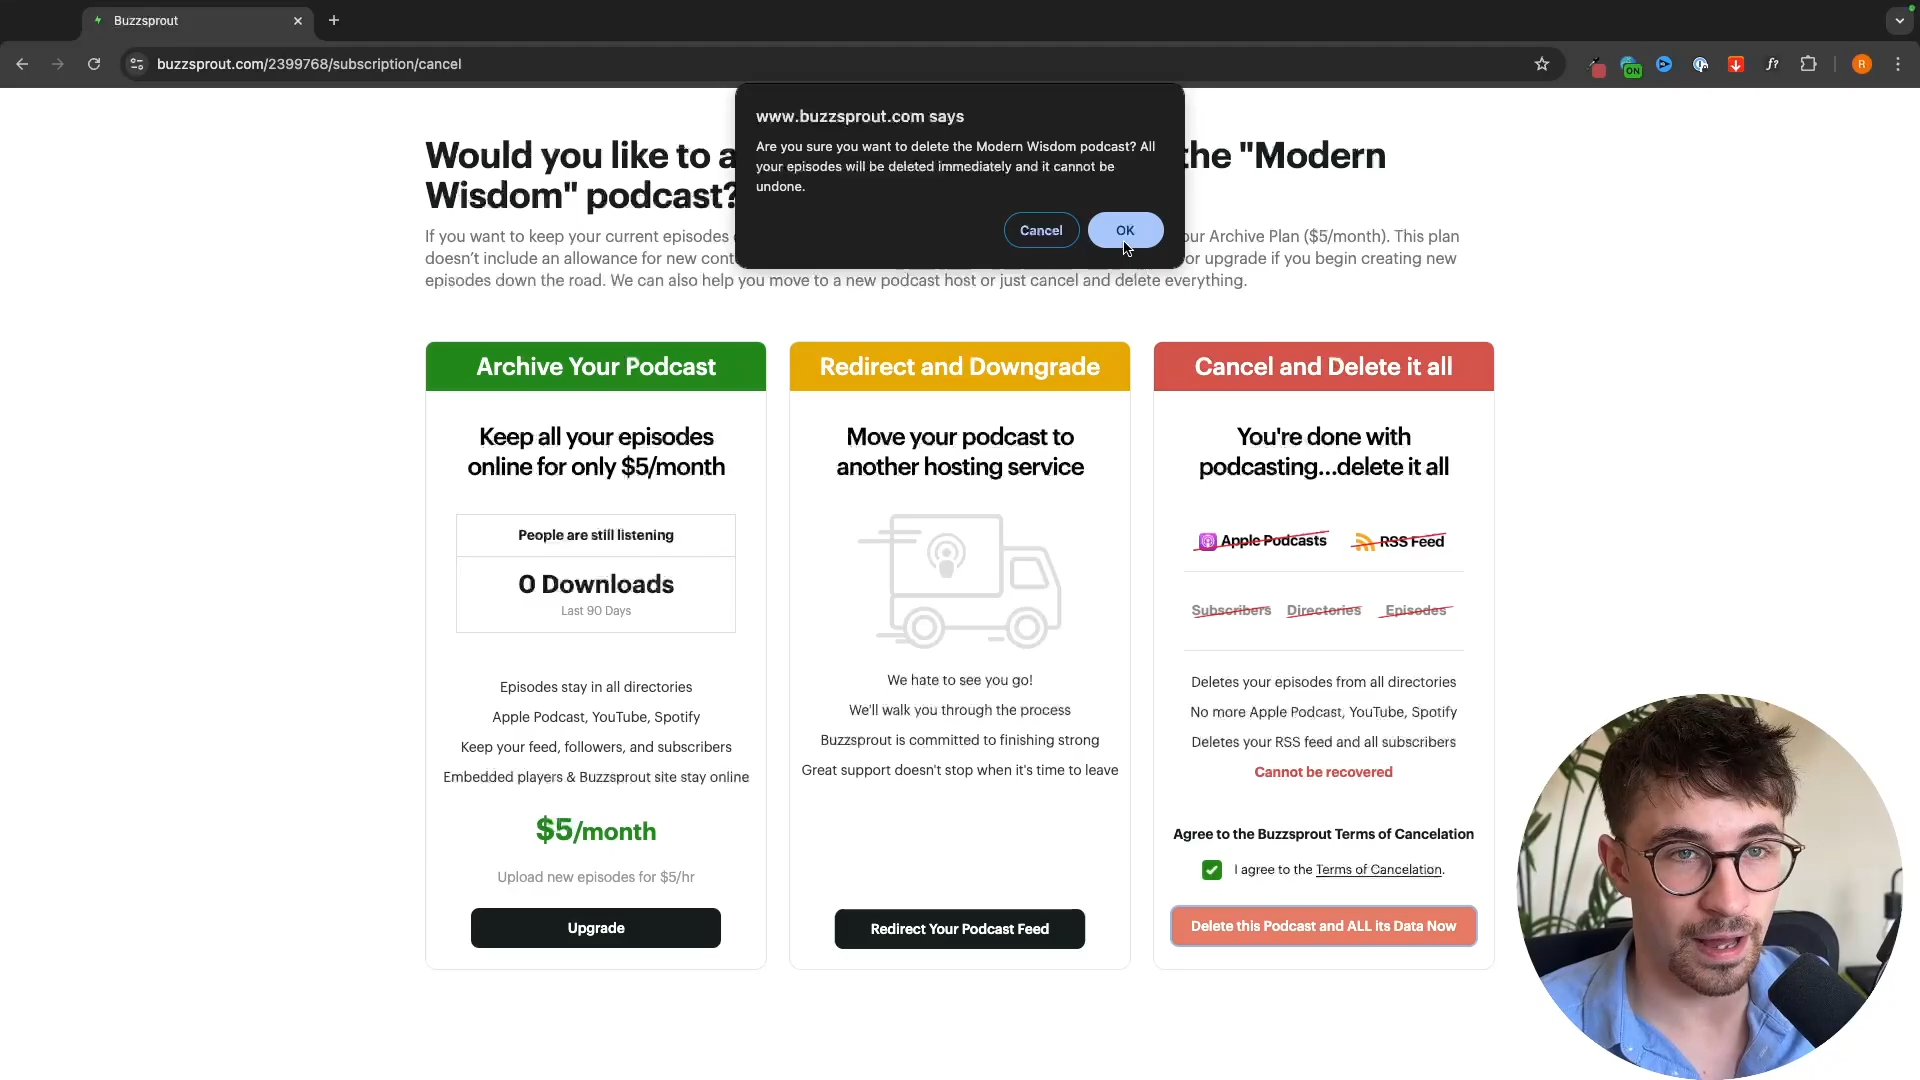 Buzzsprout
buzzsprout.com/2399768/subscription/cancel
ON
f?
R
www.buzzsprout.com says
Are you sure you want to delete the Modern Wisdom podcast? All
your episodes will be deleted immediately and it cannot be
undone.
Cancel
OK
Would you like to a
the "Modern
Wisdom" podcast?
If you want to keep your current episodes
our Archive Plan ($5/month). This plan
doesn't include an allowance for new cont
or upgrade if you begin creating new
episodes down the road. We can also help you move to a new podcast host or just cancel and delete everything.
Archive Your Podcast
Keep all your episodes
online for only $5/month
People are still listening
0 Downloads
Last 90 Days
Episodes stay in all directories
Apple Podcast, YouTube, Spotify
Keep your feed, followers, and subscribers
Embedded players & Buzzsprout site stay online
$5/month
Upload new episodes for $5/hr
Upgrade
Redirect and Downgrade
Move your podcast to
another hosting service
We hate to see you go!
We'll walk you through the process
Buzzsprout is committed to finishing strong
Great support doesn't stop when it's time to leave
Redirect Your Podcast Feed
Cancel and Delete it all
You're done with
podcasting...delete it all
Apple Podcasts RSS Feed
Subscribers Directories Episodes
Deletes your episodes from all directories
No more Apple Podcast, YouTube, Spotify
Deletes your RSS feed and all subscribers
Cannot be recovered
Agree to the Buzzsprout Terms of Cancelation
I agree to the Terms of Cancelation.
Delete this Podcast and ALL its Data Now